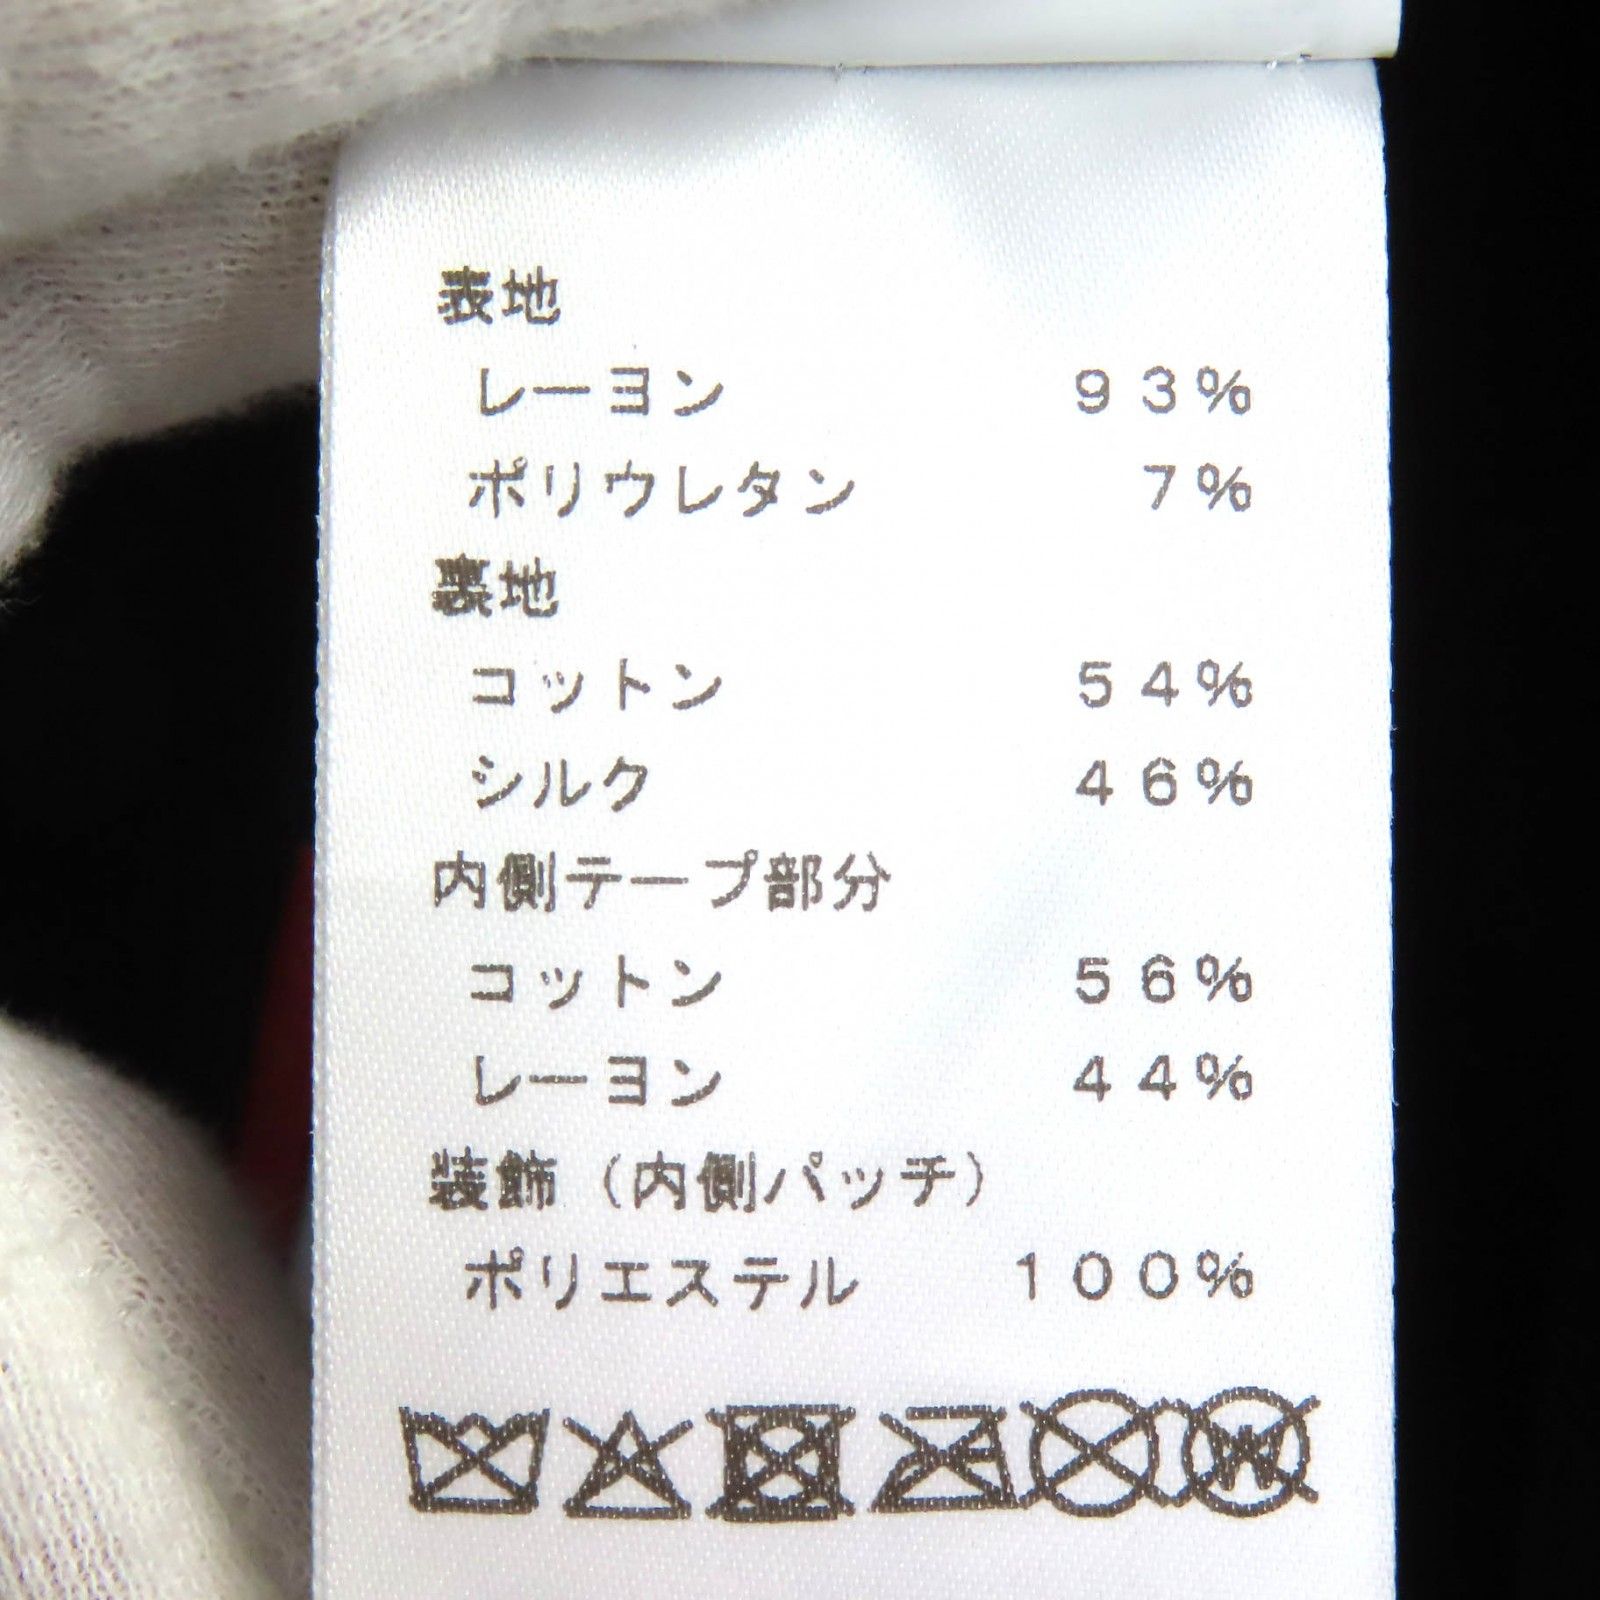 表地
レーヨン ９３％
ポリウレタン ７％
裏地
コットン ５４％
シルク ４６％
内側テープ部分
コットン ５６％
レーヨン ４４％
装飾（内側パッチ）
ポリエステル １００％
W